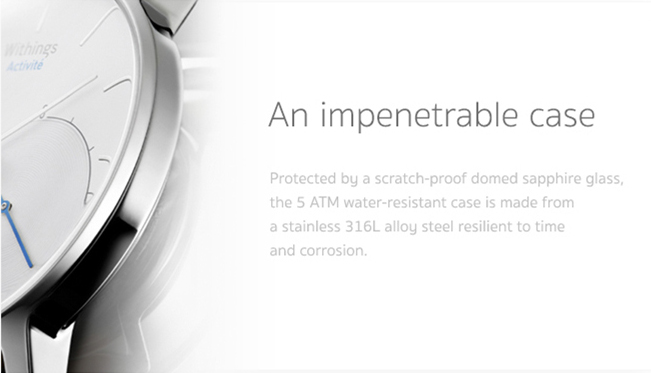 Withings
Activité
An impenetrable case
Protected by a scratch-proof domed sapphire glass,
the 5 ATM water-resistant case is made from
a stainless 316L alloy steel resilient to time
and corrosion.